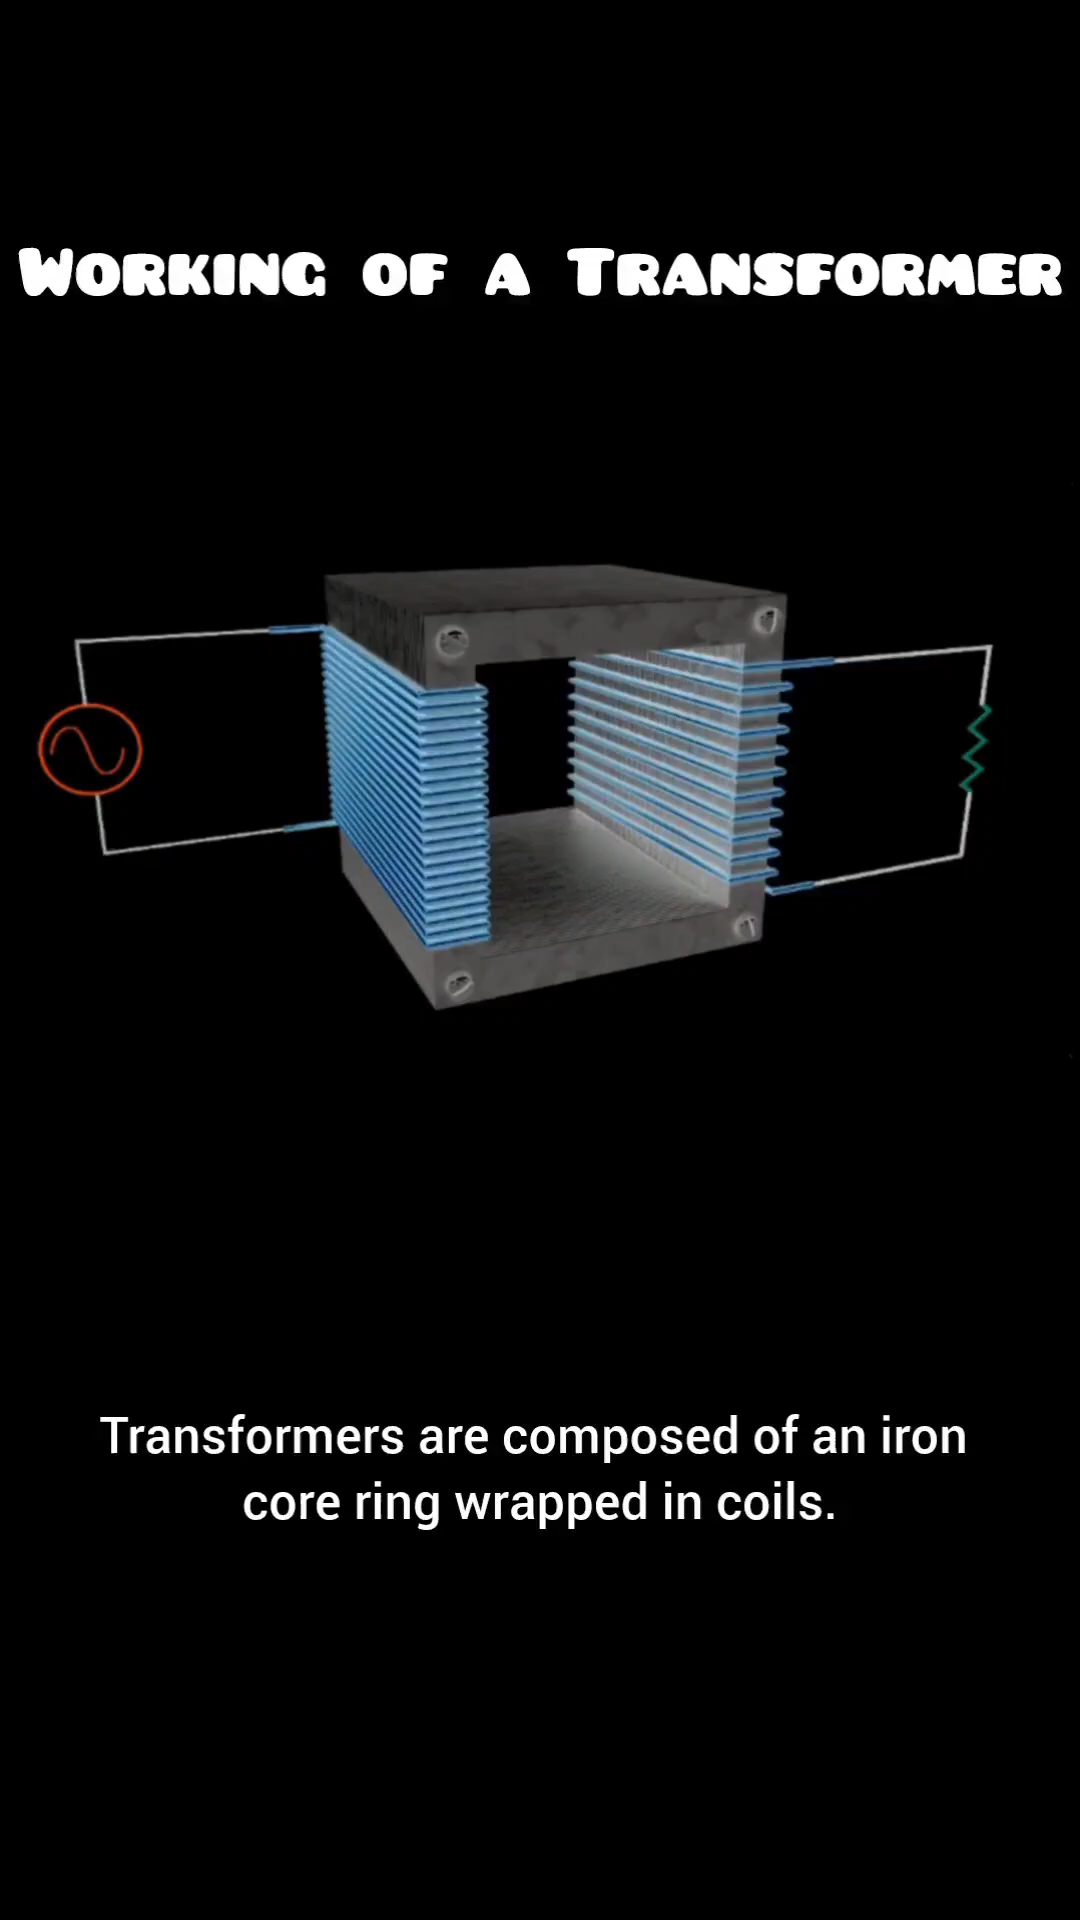 Working of a Transformer
Transformers are composed of an iron
core ring wrapped in coils.